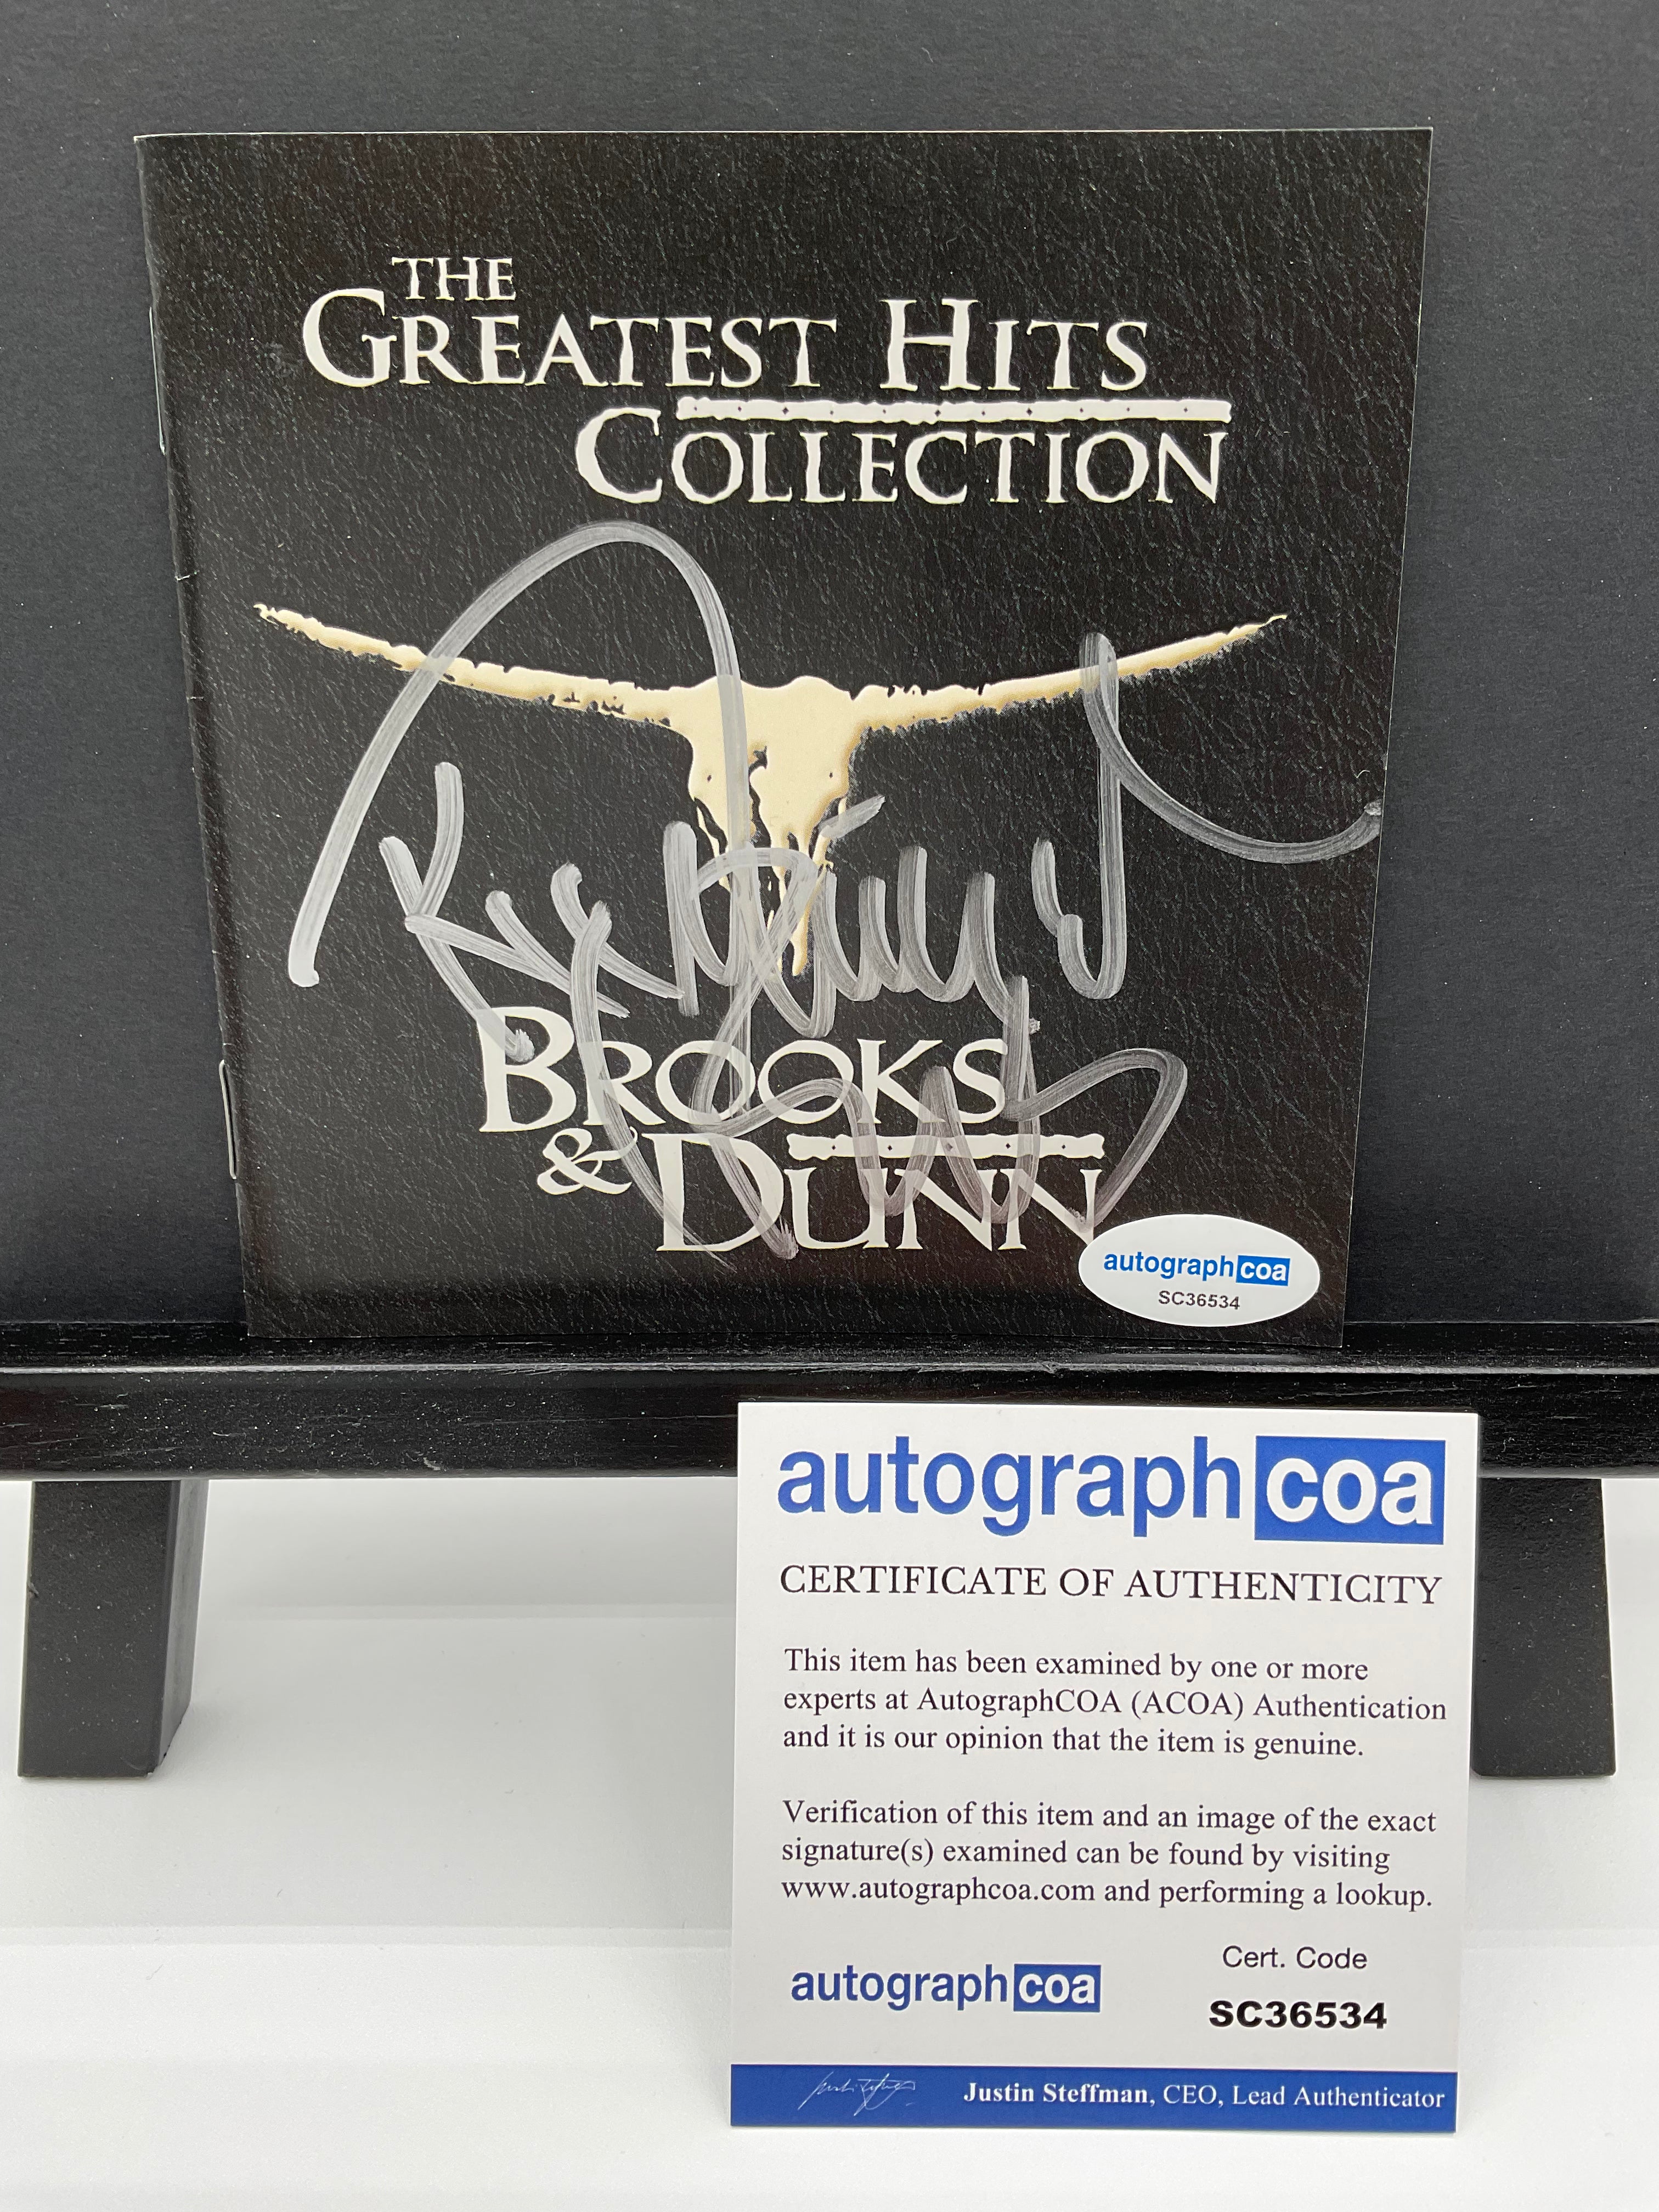 THE
GREATEST HITS
COLLECTION
BROOKS
& DUNN
autographcoa
SC36534
autographcoa
CERTIFICATE OF AUTHENTICITY
This item has been examined by one or more
experts at AutographCOA (ACOA) Authentication
and it is our opinion that the item is genuine.
Verification of this item and an image of the exact
signature(s) examined can be found by visiting
www.autographcoa.com and performing a lookup.
Cert. Code
autographcoa
SC36534
Justin Steffman, CEO, Lead Authenticator